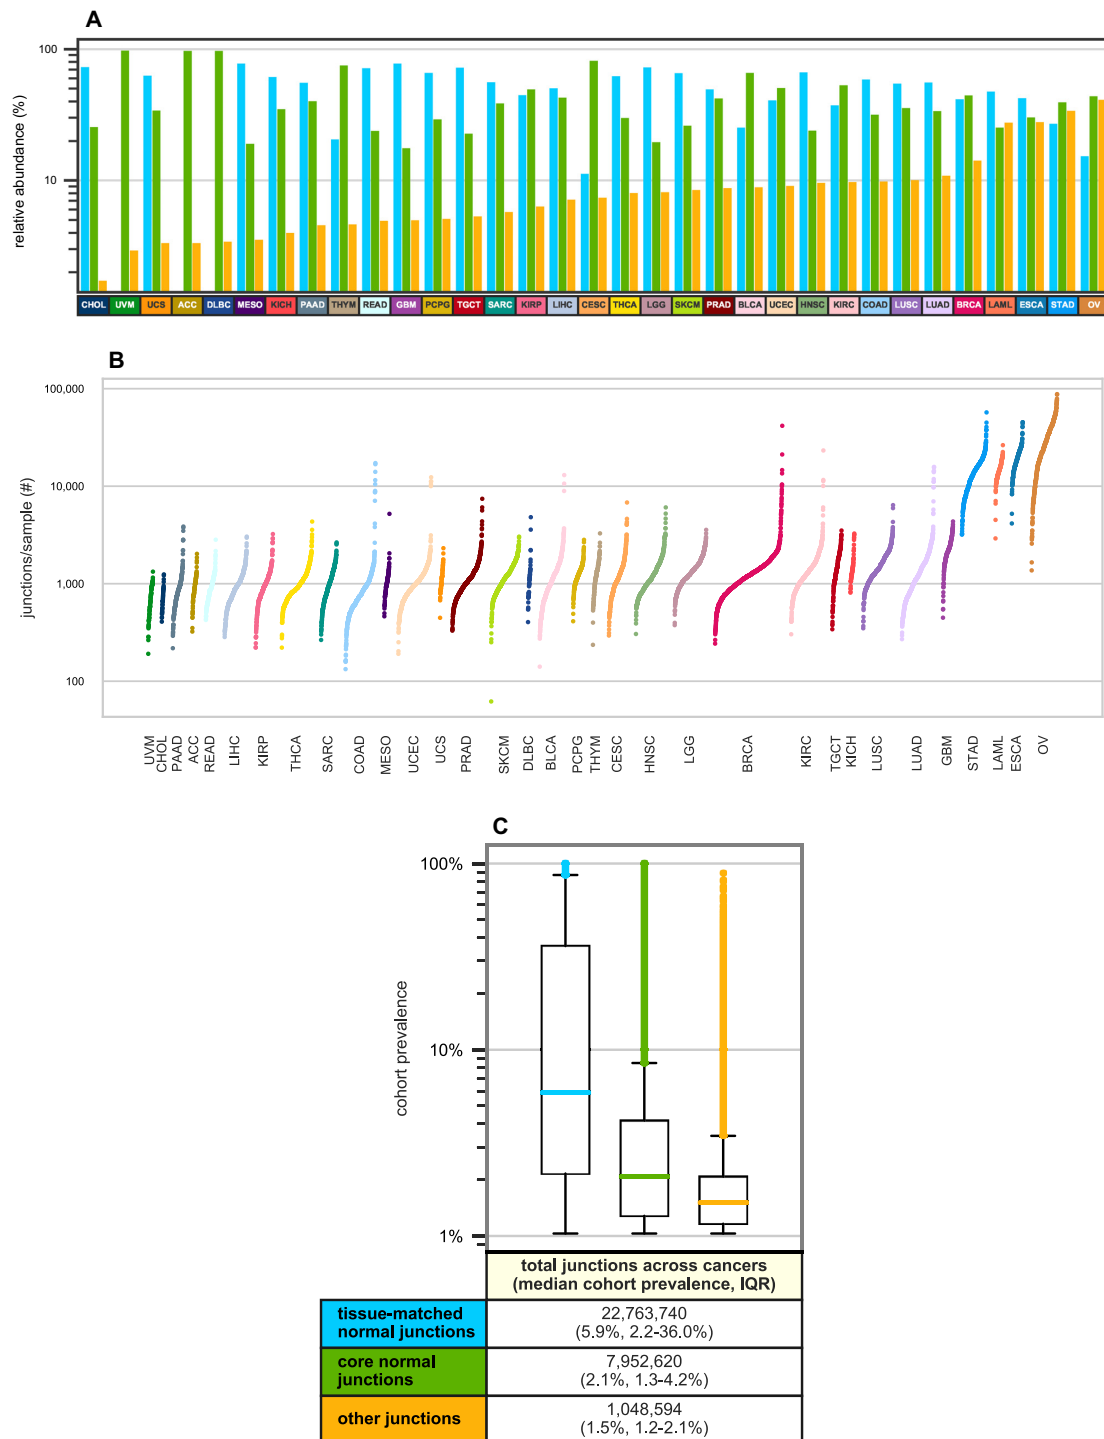 A
relative abundance (%)
100
10
CHOL UVM UCS ACC DLBC MESO KICH PAAD THYM READ GBM PCPG TGCT SARC KIRP LIHC CESC THCA LGG SKCM PRAD BLCA UCEC HNSC KIRC COAD LUSC LUAD BRCA LAML ESCA STAD OV
B
junctions/sample (#)
100,000
10,000
1,000
100
UVM CHOL PAAD ACC READ LIHC KIRP THCA SARC COAD MESO UCEC UCS PRAD SKCM DLBC BLCA PCPG THYM CESC HNSC LGG BRCA KIRC TGCT KICH LUSC LUAD GBM STAD LAML ESCA OV
C
cohort prevalence
100%
10%
1%
total junctions across cancers
(median cohort prevalence, IQR)
tissue-matched
normal junctions
22,763,740
(5.9%, 2.2-36.0%)
core normal
junctions
7,952,620
(2.1%, 1.3-4.2%)
other junctions
1,048,594
(1.5%, 1.2-2.1%)